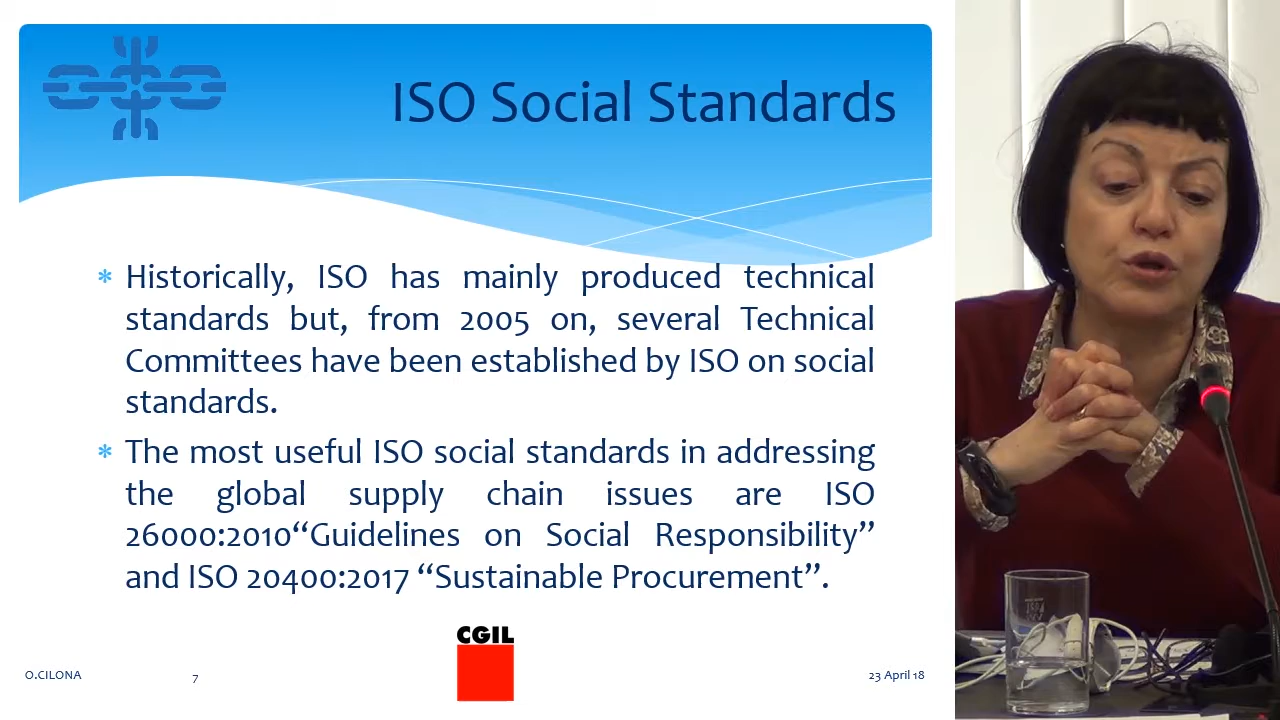 ISO Social Standards
* Historically, ISO has mainly produced technical
standards but, from 2005 on, several Technical
Committees have been established by ISO on social
standards.
* The most useful ISO social standards in addressing
the global supply chain issues are ISO
26000:2010“Guidelines on Social Responsibility”
and ISO 20400:2017 “Sustainable Procurement”.
CGIL
O.CILONA
7
23 April 18